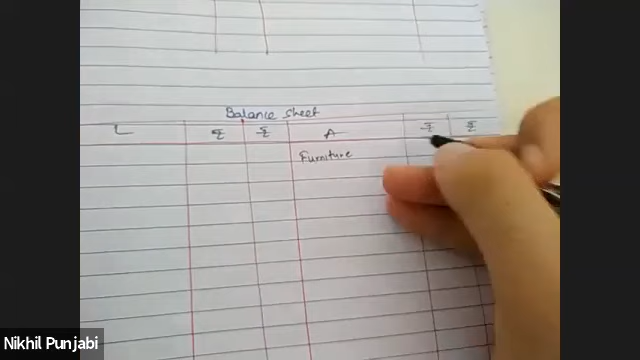 Balance Sheet
L ₹ ₹ A ₹ ₹
Furniture
Nikhil Punjabi